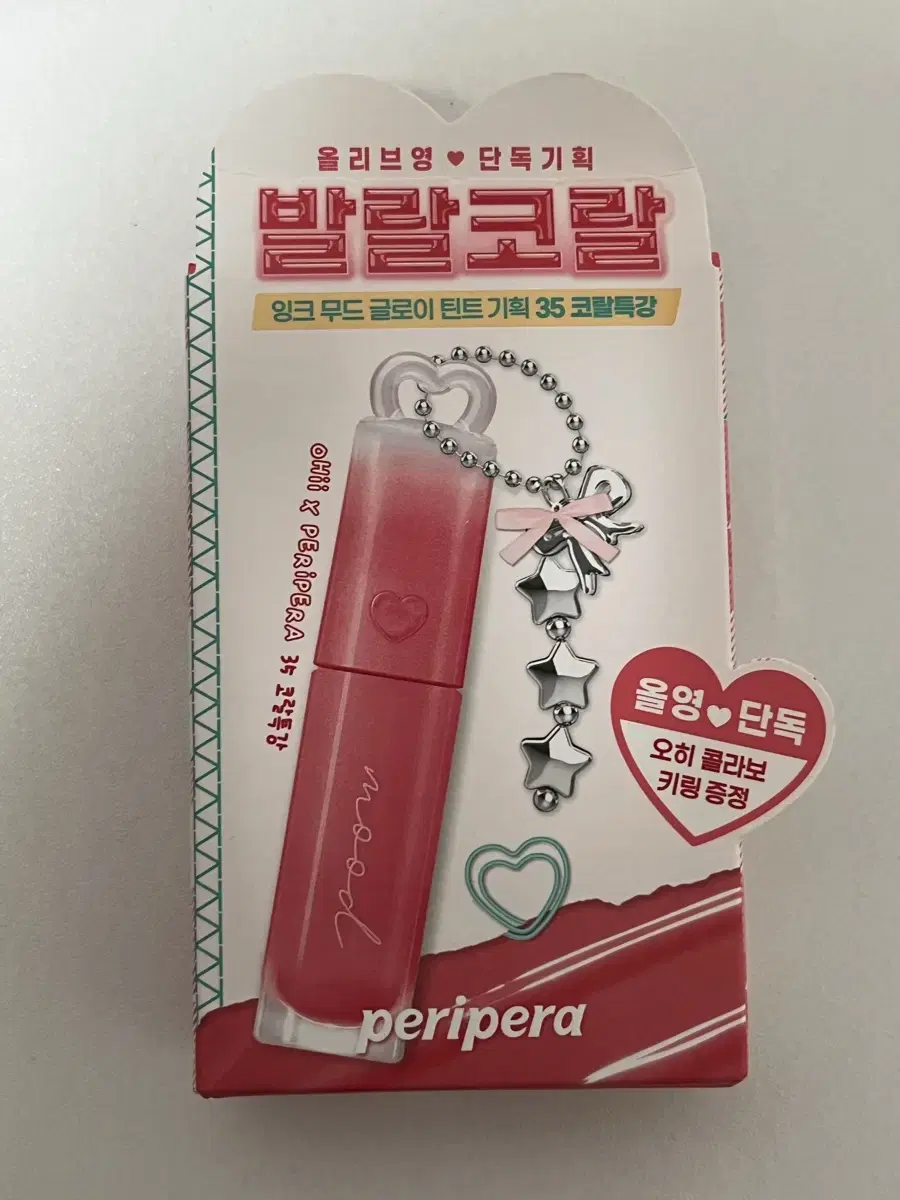 올리브영 ♥ 단독기획
발랄코랄
잉크 무드 글로이 틴트 기획 35 코랄특강
OHii X PERiPERA 35 코랄특강
mood
올영 ♥ 단독
오히 콜라보
키링 증정
peripera